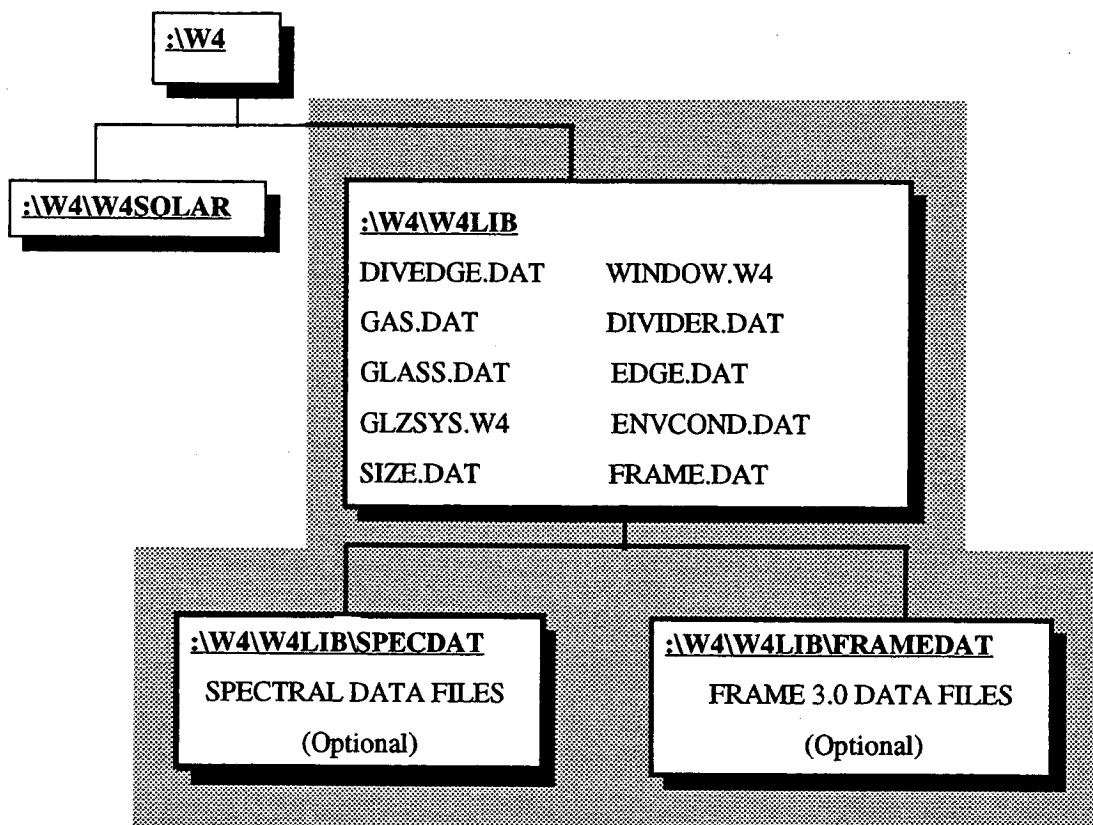 :\W4
:\W4\W4SOLAR
:\W4\W4LIB
DIVEDGE.DAT WINDOW.W4
GAS.DAT DIVIDER.DAT
GLASS.DAT EDGE.DAT
GLZSYS.W4 ENVCOND.DAT
SIZE.DAT FRAME.DAT
:\W4\W4LIB\SPECDAT
SPECTRAL DATA FILES
(Optional)
:\W4\W4LIB\FRAMEDAT
FRAME 3.0 DATA FILES
(Optional)